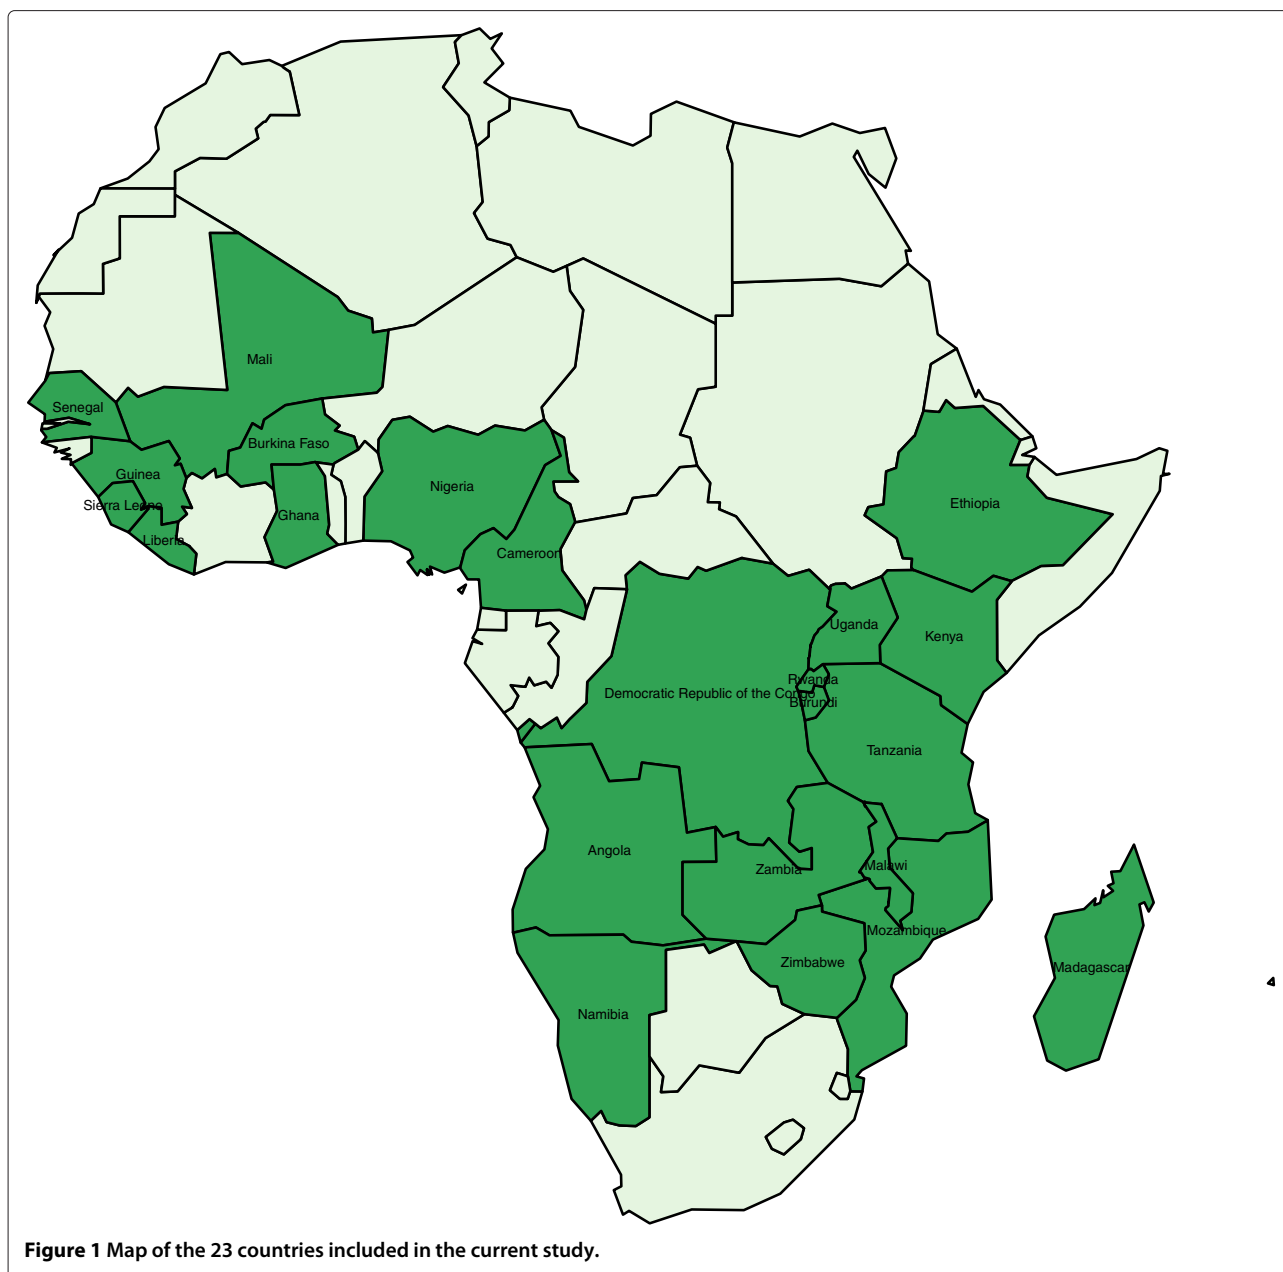 Mali
Senegal
Burkina Faso
Guinea
Nigeria
Sierra Leone
Ghana
Ethiopia
Liberia
Cameroon
Uganda
Kenya
Rwanda
Democratic Republic of the Congo
Burundi
Tanzania
Angola
Zambia
Malawi
Mozambique
Zimbabwe
Madagascar
Namibia
Figure 1 Map of the 23 countries included in the current study.